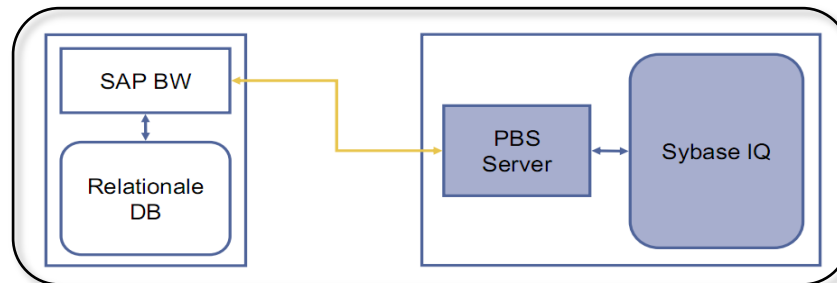 SAP BW
Relationale
DB
PBS
Server
Sybase IQ